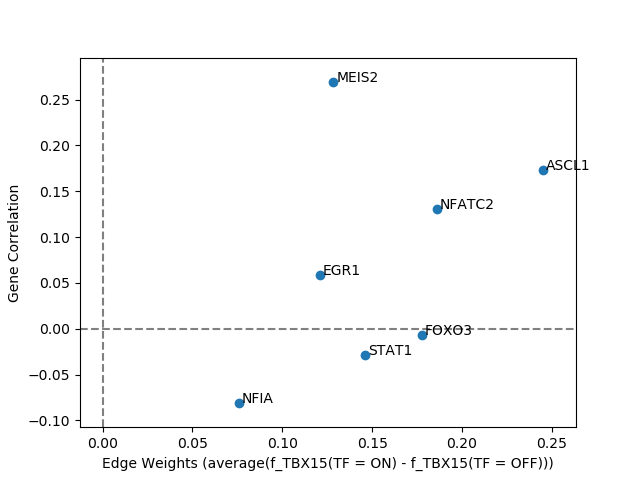 MEIS2
ASCL1
NFATC2
EGR1
FOXO3
STAT1
NFIA
Gene Correlation
0.25
0.20
0.15
0.10
0.05
0.00
−0.05
−0.10
0.00 0.05 0.10 0.15 0.20 0.25
Edge Weights (average(f_TBX15(TF = ON) - f_TBX15(TF = OFF)))